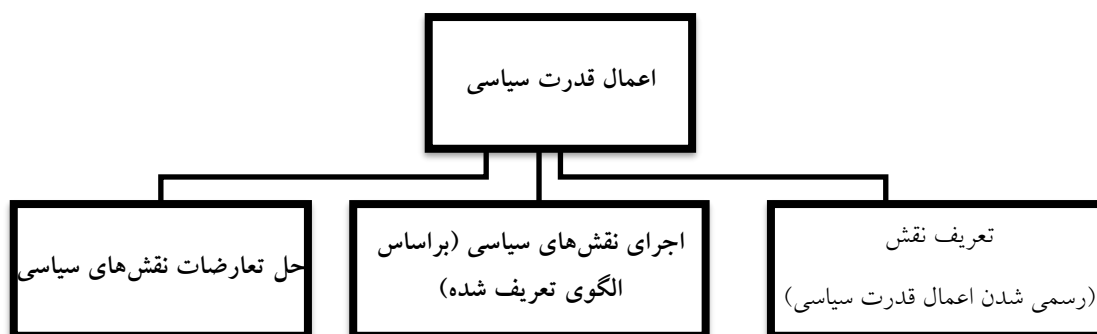 اعمال قدرت سیاسی
تعریف نقش
(رسمی شدن اعمال قدرت سیاسی)
اجرای نقش‌های سیاسی (براساس
الگوی تعریف شده)
حل تعارضات نقش‌های سیاسی